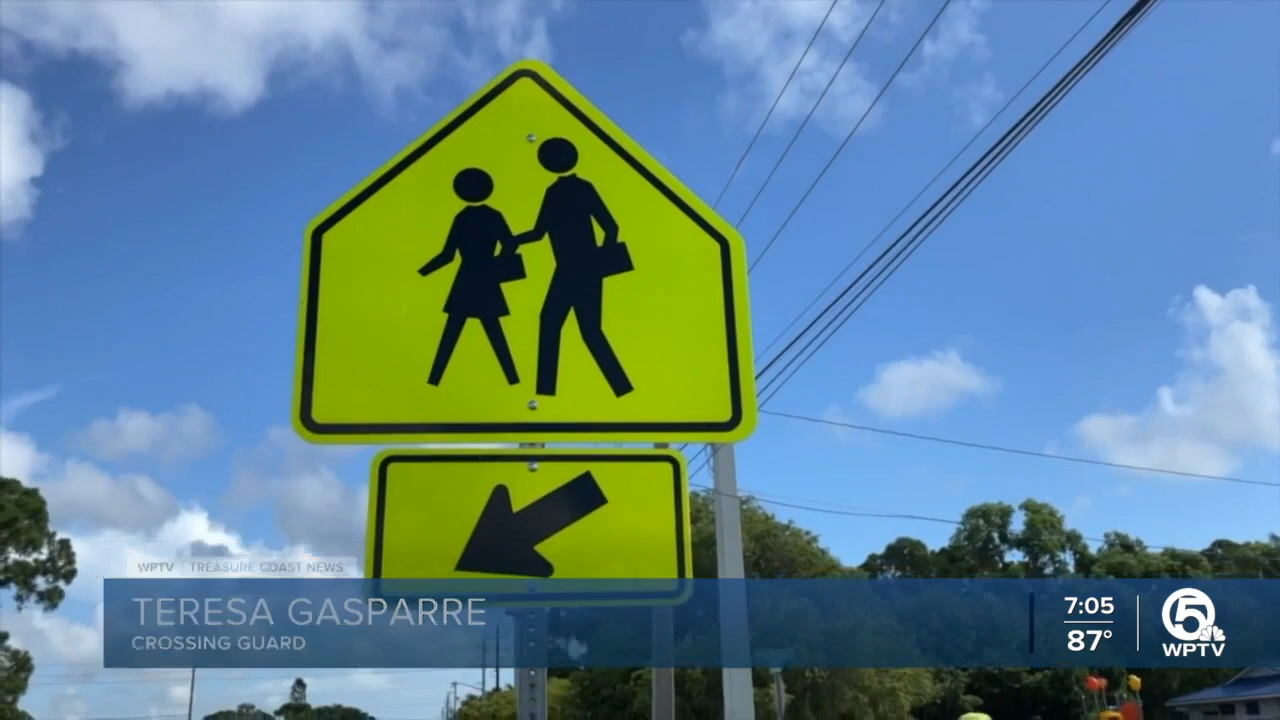 WPTV | TREASURE COAST NEWS
TERESA GASPARRE
CROSSING GUARD
7:05
87°
5
WPTV